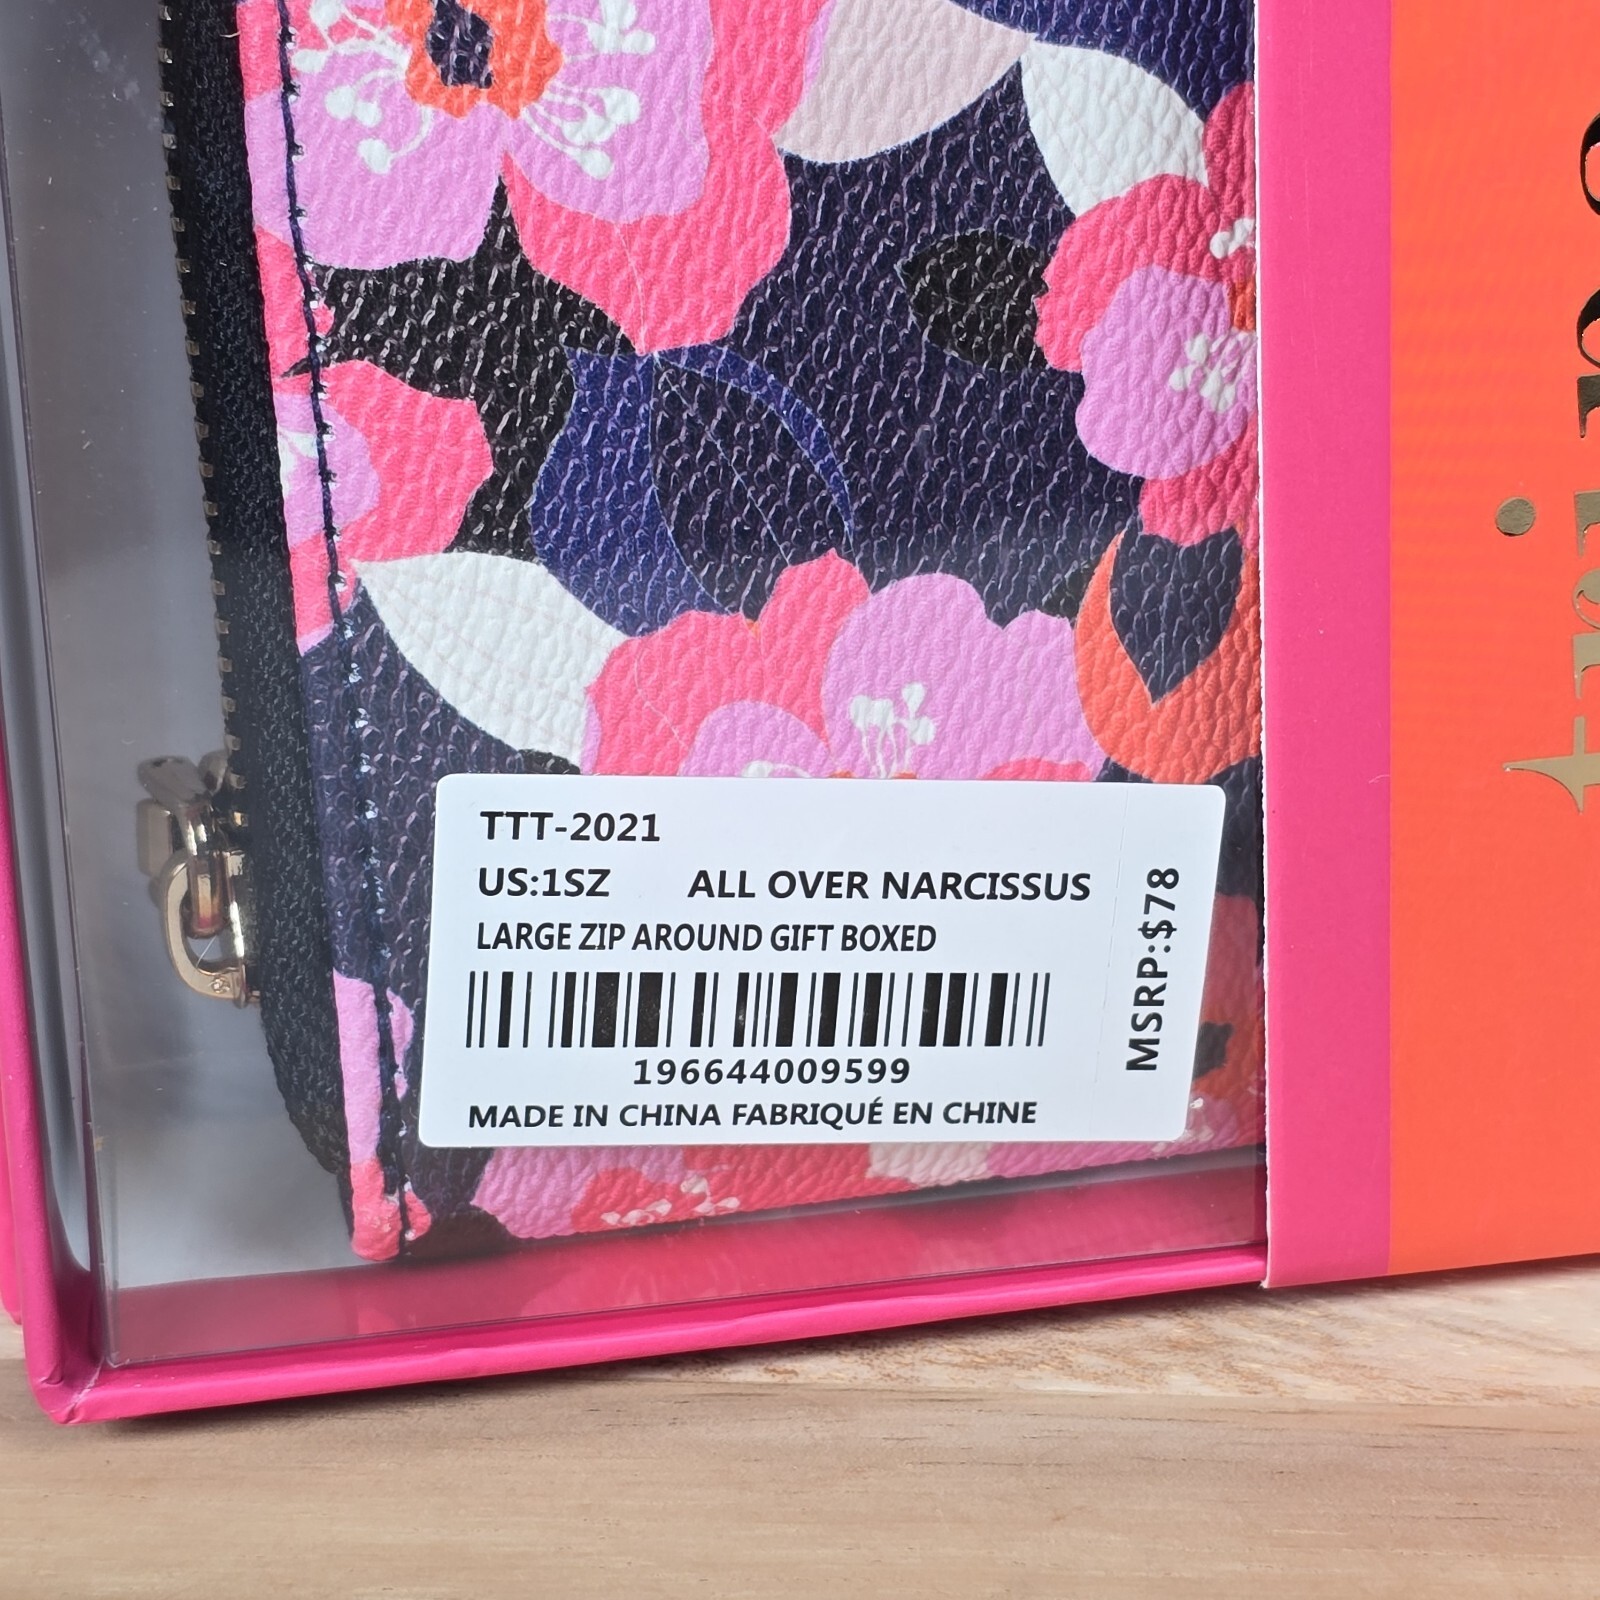 TTT-2021
US:1SZ ALL OVER NARCISSUS
LARGE ZIP AROUND GIFT BOXED
196644009599
MADE IN CHINA FABRIQUÉ EN CHINE
MSRP:$78